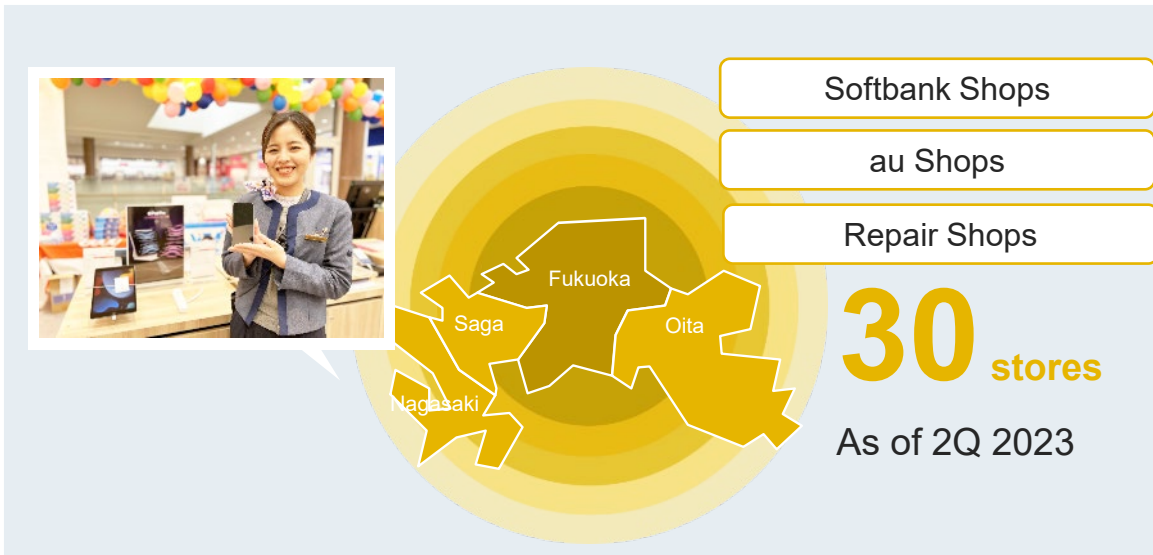 Softbank Shops
au Shops
Repair Shops
Fukuoka
Saga
Oita
Nagasaki
30 stores
As of 2Q 2023